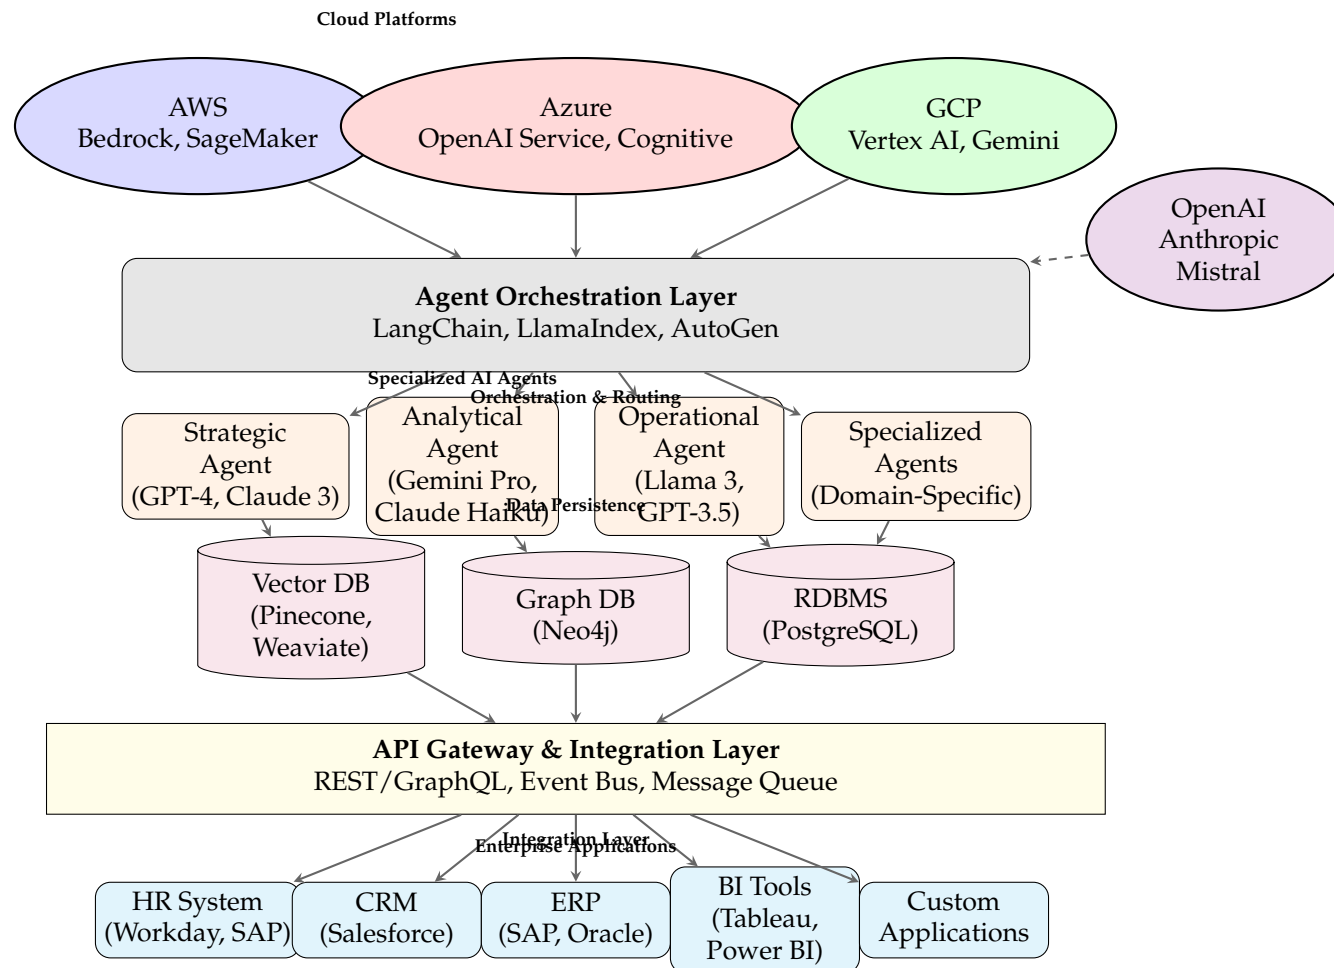 Cloud Platforms
AWS
Bedrock, SageMaker
Azure
OpenAI Service, Cognitive
GCP
Vertex AI, Gemini
OpenAI
Anthropic
Mistral
Agent Orchestration Layer
LangChain, LlamaIndex, AutoGen
Specialized AI Agents
Orchestration & Routing
Strategic
Agent
(GPT-4, Claude 3)
Analytical
Agent
(Gemini Pro,
Claude Haiku)
Operational
Agent
(Llama 3,
GPT-3.5)
Specialized
Agents
(Domain-Specific)
Data Persistence
Vector DB
(Pinecone,
Weaviate)
Graph DB
(Neo4j)
RDBMS
(PostgreSQL)
API Gateway & Integration Layer
REST/GraphQL, Event Bus, Message Queue
Integration Layer
Enterprise Applications
HR System
(Workday, SAP)
CRM
(Salesforce)
ERP
(SAP, Oracle)
BI Tools
(Tableau,
Power BI)
Custom
Applications